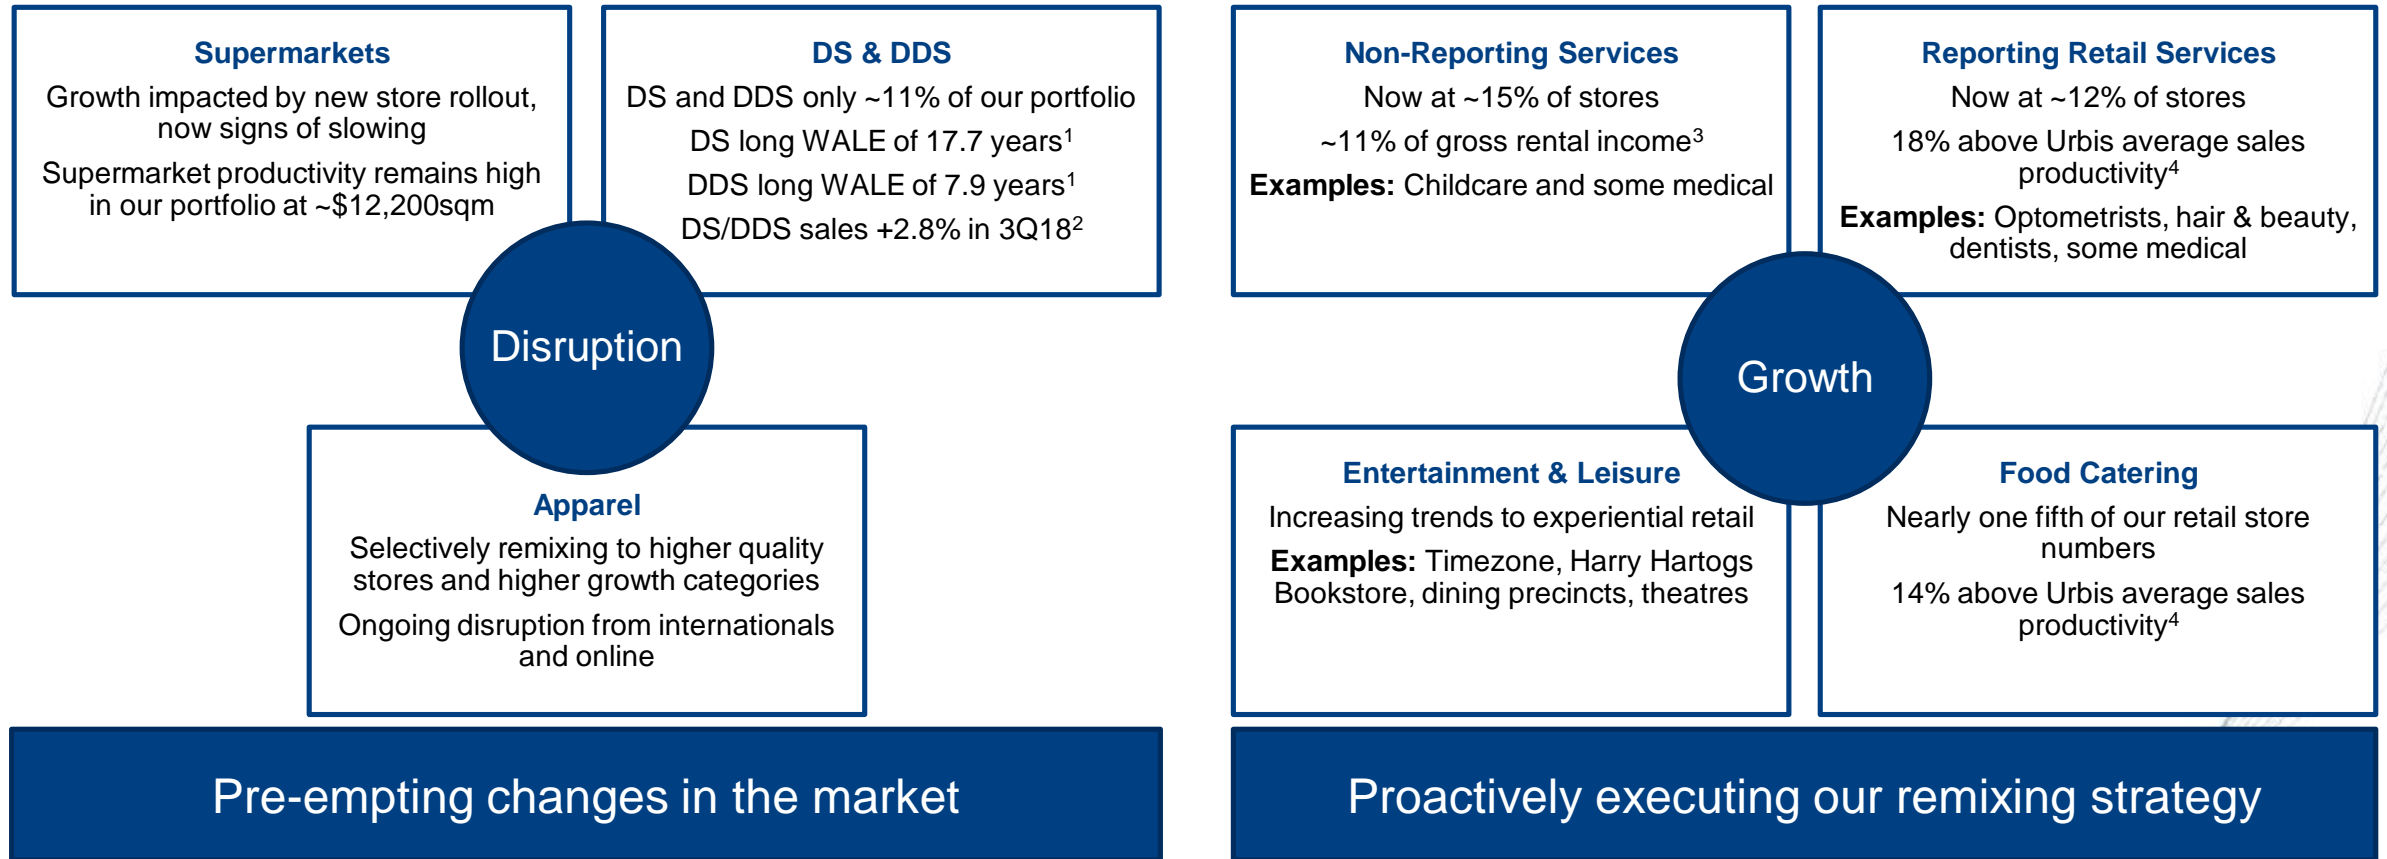 Supermarkets
Growth impacted by new store rollout,
now signs of slowing
Supermarket productivity remains high
in our portfolio at ~$12,200sqm
DS & DDS
DS and DDS only ~11% of our portfolio
DS long WALE of 17.7 years¹
DDS long WALE of 7.9 years¹
DS/DDS sales +2.8% in 3Q18²
Disruption
Apparel
Selectively remixing to higher quality
stores and higher growth categories
Ongoing disruption from internationals
and online
Pre-empting changes in the market
Non-Reporting Services
Now at ~15% of stores
~11% of gross rental income³
Examples: Childcare and some medical
Reporting Retail Services
Now at ~12% of stores
18% above Urbis average sales
productivity⁴
Examples: Optometrists, hair & beauty,
dentists, some medical
Growth
Entertainment & Leisure
Increasing trends to experiential retail
Examples: Timezone, Harry Hartogs
Bookstore, dining precincts, theatres
Food Catering
Nearly one fifth of our retail store
numbers
14% above Urbis average sales
productivity⁴
Proactively executing our remixing strategy